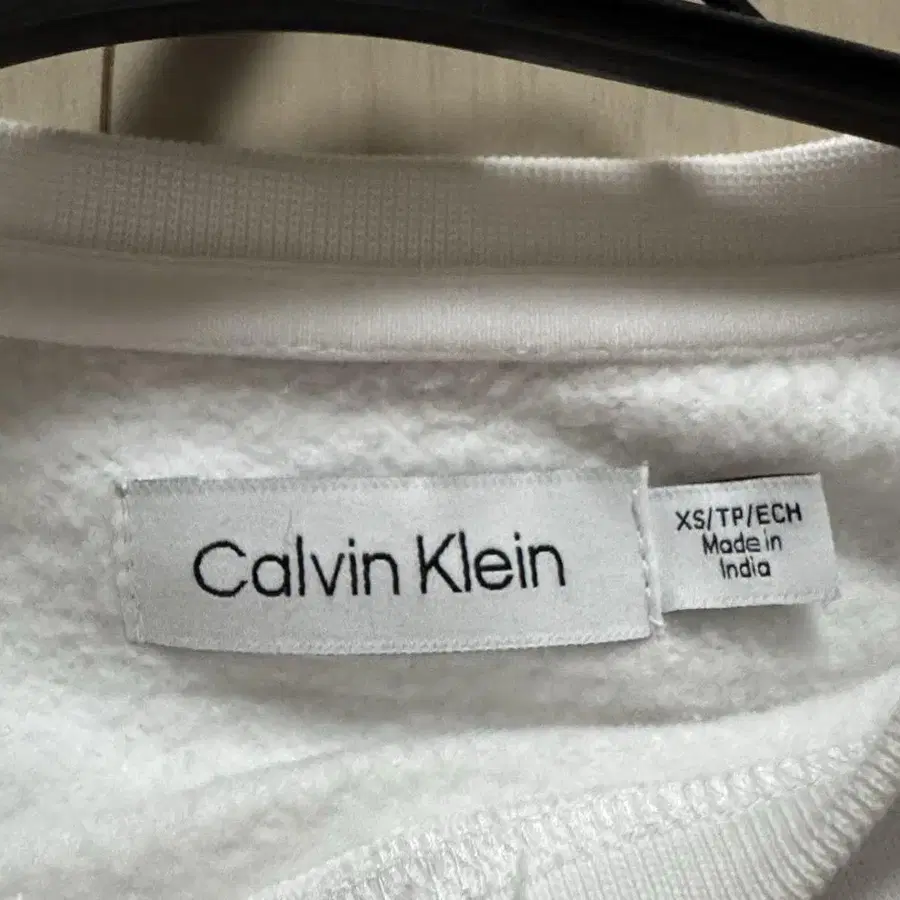 Calvin Klein
XS/TP/ECH
Made in
India